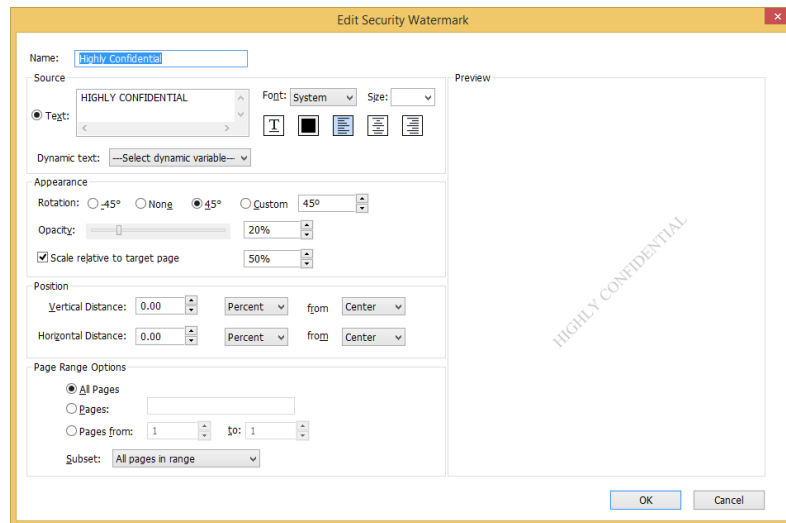 Edit Security Watermark
Name: Highly Confidential
Source
Text: HIGHLY CONFIDENTIAL
Font: System Size:
T
Dynamic text: ---Select dynamic variable---
Appearance
Rotation: -45° None 45° Custom 45º
Opacity: 20%
Scale relative to target page 50%
Position
Vertical Distance: 0.00 Percent from Center
Horizontal Distance: 0.00 Percent from Center
Page Range Options
All Pages
Pages:
Pages from: 1 to: 1
Subset: All pages in range
Preview
HIGHLY CONFIDENTIAL
OK Cancel